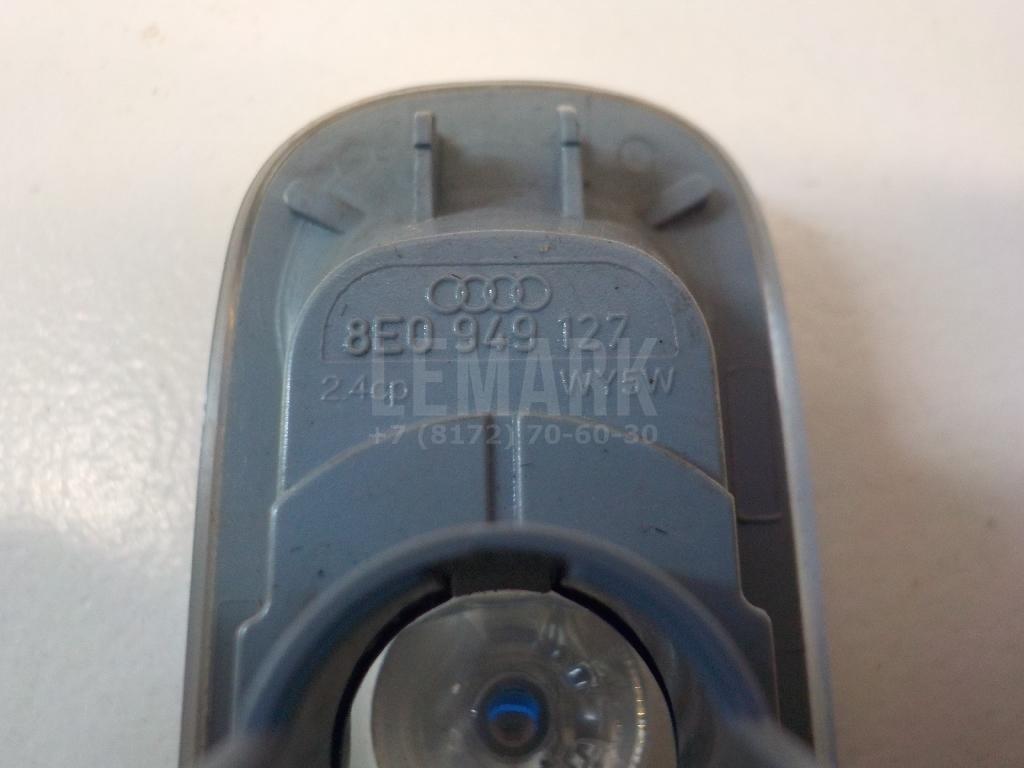 8E0 949 127
LEMARK
2.4cp WY5W
+7 (8172) 70-60-30